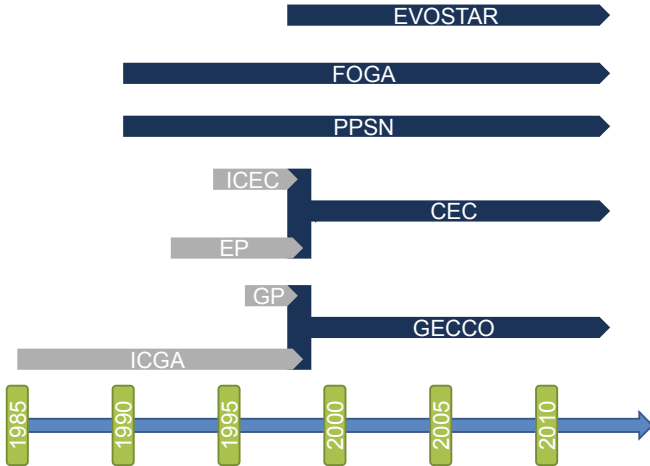 EVOSTAR
FOGA
PPSN
ICEC
CEC
EP
GP
GECCO
ICGA
1985
1990
1995
2000
2005
2010